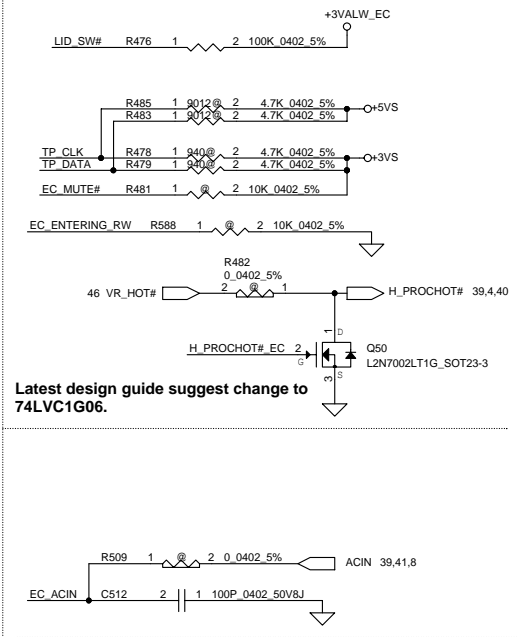 +3VALW_EC
LID_SW# R476 1 2 100K_0402_5%
R485 1 9012@ 2 4.7K_0402_5% +5VS
R483 1 9012@ 2 4.7K_0402_5%
TP_CLK R478 1 940@ 2 4.7K_0402_5% +3VS
TP_DATA R479 1 940@ 2 4.7K_0402_5%
EC_MUTE# R481 1 @ 2 10K_0402_5%
EC_ENTERING_RW R588 1 @ 2 10K_0402_5%
R482
0_0402_5%
46 VR_HOT# 2 @ 1 H_PROCHOT# 39,4,40
1 D
H_PROCHOT#_EC 2 G Q50
L2N7002LT1G_SOT23-3
3 S
Latest design guide suggest change to
74LVC1G06.
R509 1 @ 2 0_0402_5% ACIN 39,41,8
EC_ACIN C512 2 1 100P_0402_50V8J